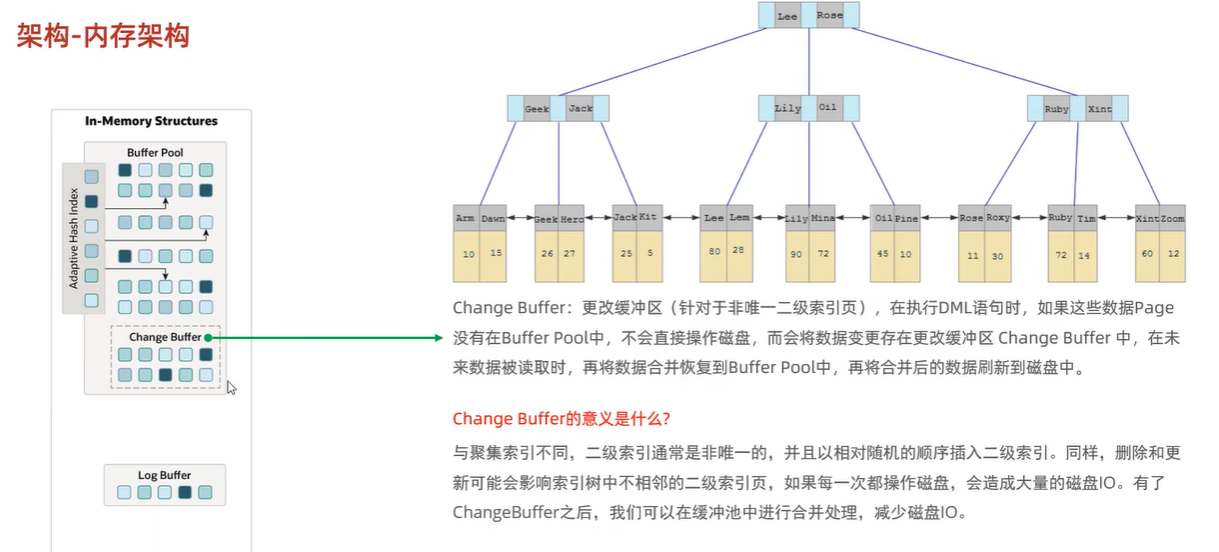 架构-内存架构
In-Memory Structures
Buffer Pool
Adaptive Hash Index
Change Buffer
Log Buffer
Lee Rose
Geek Jack
Lily Oil
Ruby Xint
Arm Dawn Geek Hero Jack Kit Lee Lem Lily Mina Oil Pine Rose Roxy Ruby Tim Xint Zoom
10 15 26 27 25 5 80 28 90 72 45 10 11 30 72 14 60 12
Change Buffer：更改缓冲区（针对于非唯一二级索引页），在执行DML语句时，如果这些数据Page
没有在Buffer Pool中，不会直接操作磁盘，而会将数据变更存在更改缓冲区 Change Buffer 中，在未
来数据被读取时，再将数据合并恢复到Buffer Pool中，再将合并后的数据刷新到磁盘中。
Change Buffer的意义是什么?
与聚集索引不同，二级索引通常是非唯一的，并且以相对随机的顺序插入二级索引。同样，删除和更
新可能会影响索引树中不相邻的二级索引页，如果每一次都操作磁盘，会造成大量的磁盘IO。有了
ChangeBuffer之后，我们可以在缓冲池中进行合并处理，减少磁盘IO。